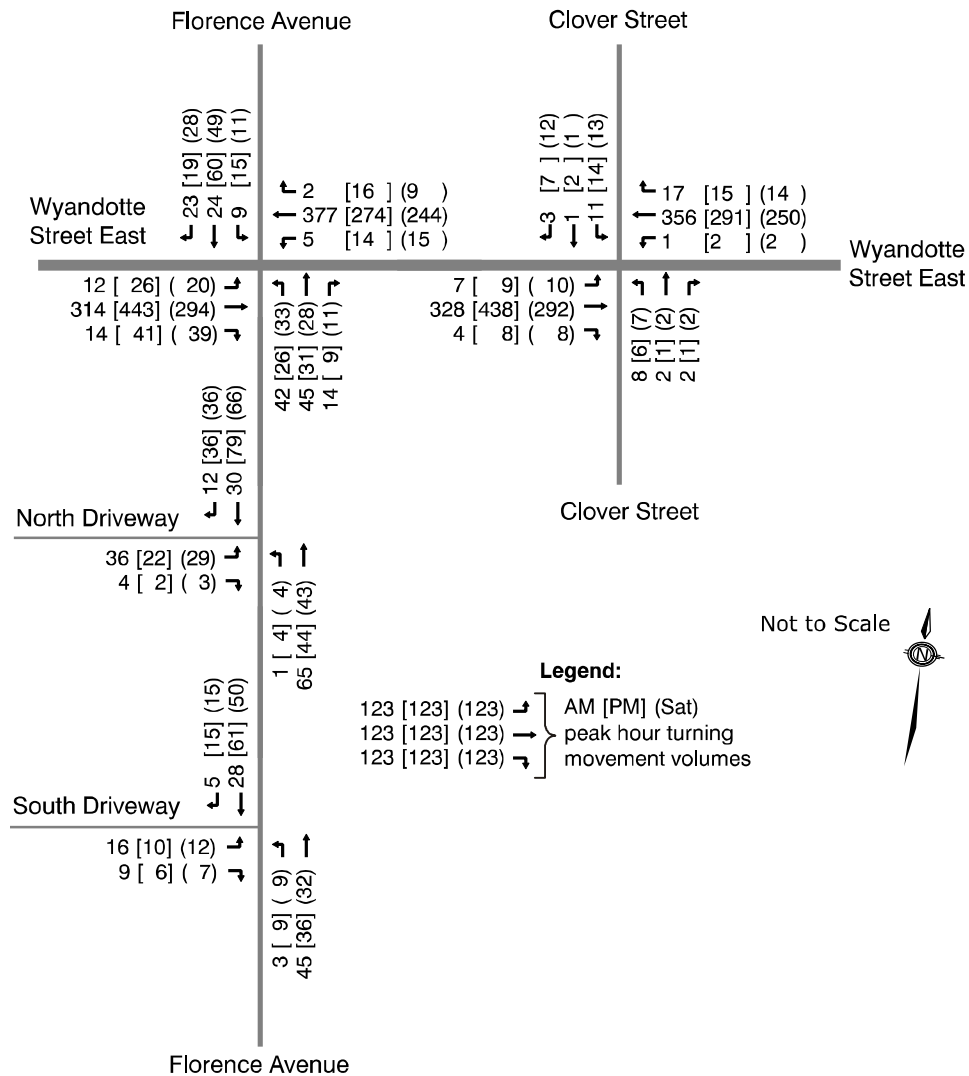 Florence Avenue
Clover Street
23 [19] (28)
24 [60] (49)
9 [15] (11)
3 [7 ] (12)
1 [2 ] (1 )
11 [14] (13)
2 [16 ] (9 )
377 [274] (244)
5 [14 ] (15 )
17 [15 ] (14 )
356 [291] (250)
1 [2 ] (2 )
Wyandotte
Street East
Wyandotte
Street East
12 [ 26] ( 20)
314 [443] (294)
14 [ 41] ( 39)
42 [26] (33)
45 [31] (28)
14 [ 9] (11)
7 [ 9] ( 10)
328 [438] (292)
4 [ 8] ( 8)
8 [6] (7)
2 [1] (2)
2 [1] (2)
12 [36] (36)
30 [79] (66)
North Driveway
Clover Street
36 [22] (29)
4 [ 2] ( 3)
1 [ 4] ( 4)
65 [44] (43)
Not to Scale
N
Legend:
123 [123] (123)
123 [123] (123)
123 [123] (123)
AM [PM] (Sat)
peak hour turning
movement volumes
5 [15] (15)
28 [61] (50)
South Driveway
16 [10] (12)
9 [ 6] ( 7)
3 [ 9] ( 9)
45 [36] (32)
Florence Avenue